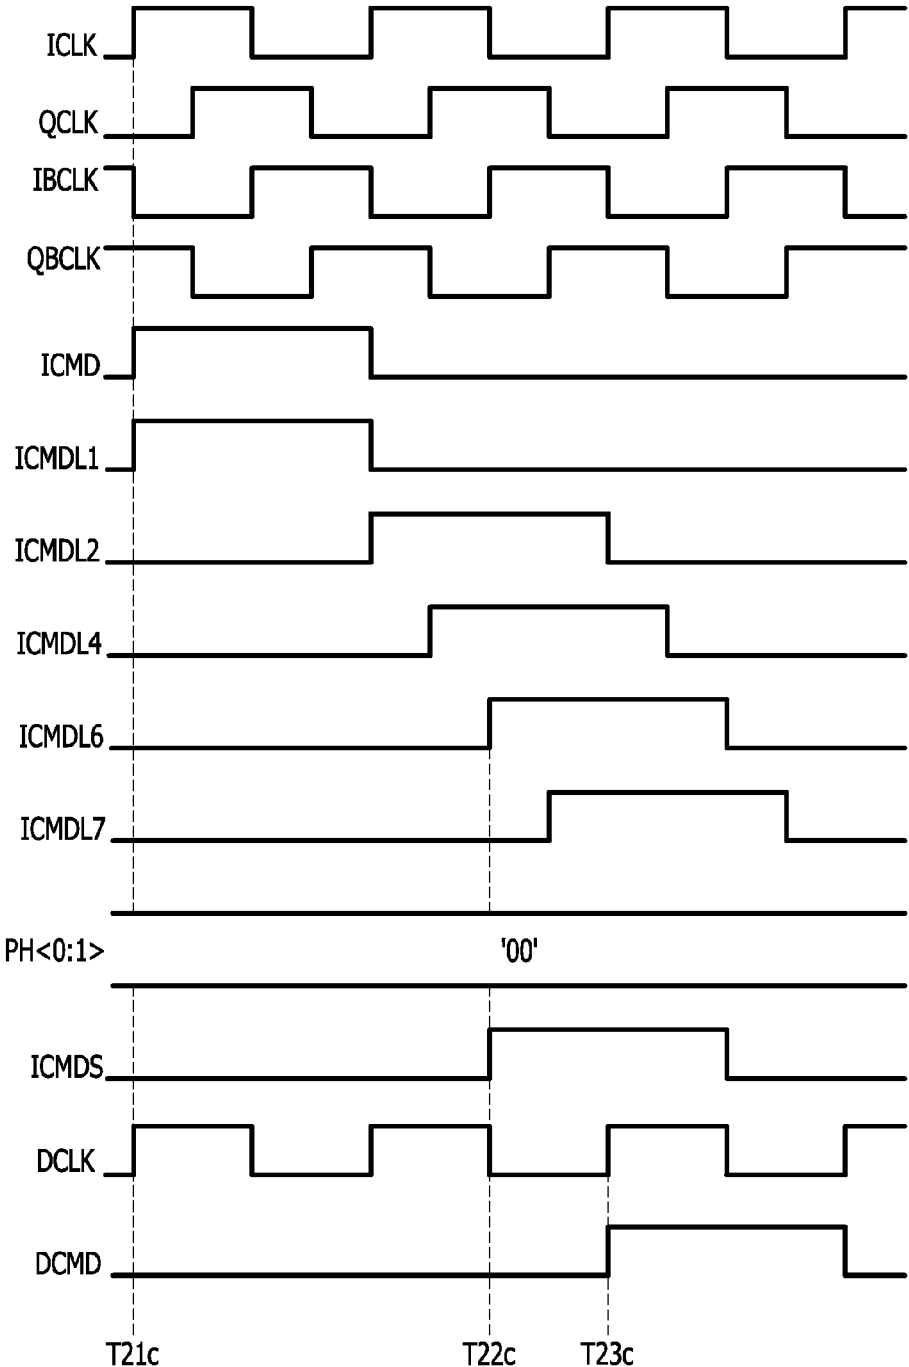 ICLK
QCLK
IBCLK
QBCLK
ICMD
ICMDL1
ICMDL2
ICMDL4
ICMDL6
ICMDL7
PH<0:1> '00'
ICMDS
DCLK
DCMD
T21c T22c T23c